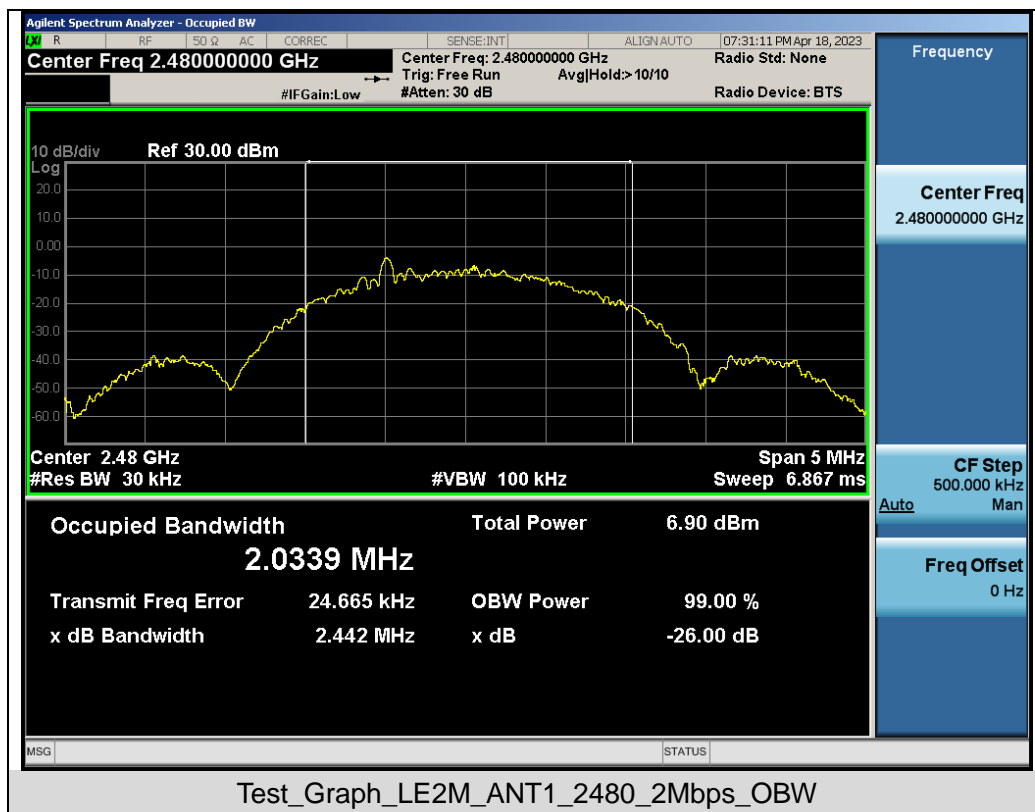 Agilent Spectrum Analyzer - Occupied BW
LXI R RF 50 Ω AC CORREC SENSE:INT ALIGN AUTO 07:31:11 PM Apr 18, 2023
Center Freq 2.480000000 GHz
Center Freq: 2.480000000 GHz
Radio Std: None
Trig: Free Run
Avg|Hold:> 10/10
#IFGain:Low
#Atten: 30 dB
Radio Device: BTS
Frequency
10 dB/div Ref 30.00 dBm
Log
20.0
10.0
0.00
-10.0
-20.0
-30.0
-40.0
-50.0
-60.0
Center 2.48 GHz Span 5 MHz
#Res BW 30 kHz #VBW 100 kHz Sweep 6.867 ms
Center Freq
2.480000000 GHz
CF Step
500.000 kHz
Auto Man
Freq Offset
0 Hz
Occupied Bandwidth Total Power 6.90 dBm
2.0339 MHz
Transmit Freq Error 24.665 kHz OBW Power 99.00 %
x dB Bandwidth 2.442 MHz x dB -26.00 dB
MSG STATUS
Test_Graph_LE2M_ANT1_2480_2Mbps_OBW